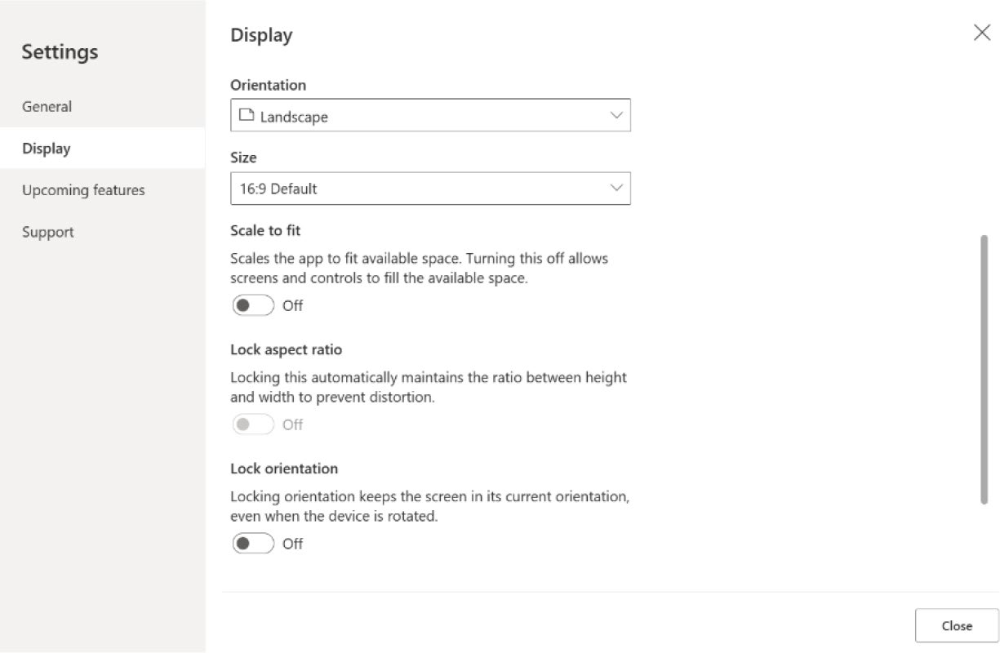 Settings
General
Display
Upcoming features
Support
Display
Orientation
Landscape
Size
16:9 Default
Scale to fit
Scales the app to fit available space. Turning this off allows
screens and controls to fill the available space.
Off
Lock aspect ratio
Locking this automatically maintains the ratio between height
and width to prevent distortion.
Off
Lock orientation
Locking orientation keeps the screen in its current orientation,
even when the device is rotated.
Off
Close